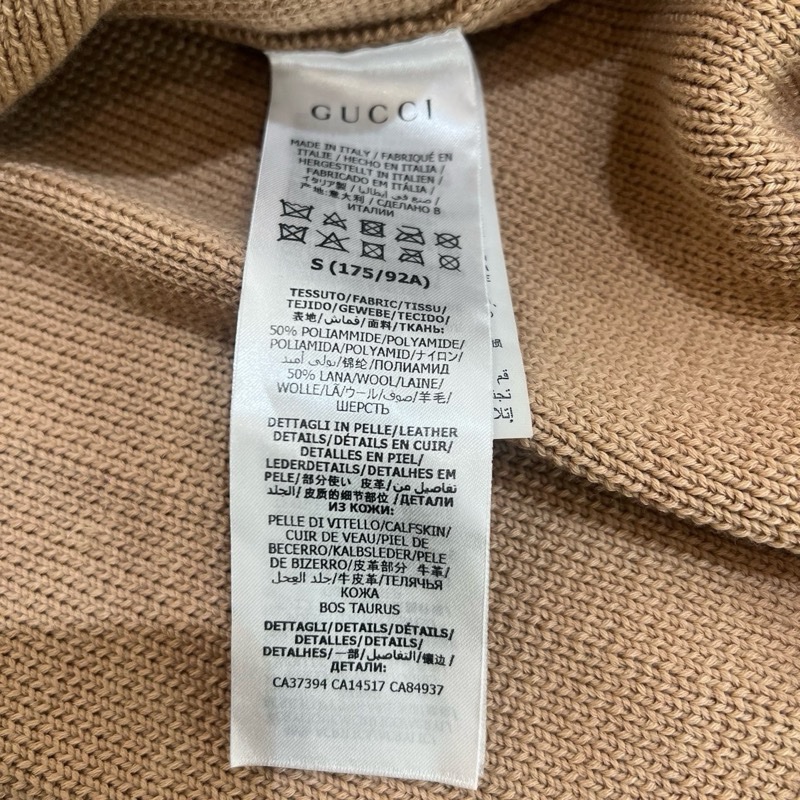 GUCCI
MADE IN ITALY / FABRIQUÉ EN
ITALIE / HECHO EN ITALIA /
HERGESTELLT IN ITALIEN /
FABRICADO EM ITÁLIA /
イタリア製 / صنع في إيطاليا /
产地:意大利 / СДЕЛАНО В
ИТАЛИИ
S (175/92A)
TESSUTO/FABRIC/TISSU/
TEJIDO/GEWEBE/TECIDO/
表地/قماش/面料/ТКАНЬ:
50% POLIAMMIDE/POLYAMIDE/
POLIAMIDA/POLYAMID/ナイロン/
بولي أميد/锦纶/ПОЛИАМИД
50% LANA/WOOL/LAINE/
WOLLE/LÃ/ウール/صوف/羊毛/
ШЕРСТЬ
DETTAGLI IN PELLE/LEATHER
DETAILS/DÉTAILS EN CUIR/
DETALLES EN PIEL/
LEDERDETAILS/DETALHES EM
PELE/部分使い 皮革/تفاصيل من
الجلد/皮质的细节部位/ДЕТАЛИ
ИЗ КОЖИ:
PELLE DI VITELLO/CALFSKIN/
CUIR DE VEAU/PIEL DE
BECERRO/KALBSLEDER/PELE
DE BIZERRO/皮革部分 牛革/
جلد العجل/牛皮革/ТЕЛЯЧЬЯ
КОЖА
BOS TAURUS
DETTAGLI/DETAILS/DÉTAILS/
DETALLES/DETAILS/
DETALHES/一部/التفاصيل/镶边/
ДЕТАЛИ:
CA37394 CA14517 CA84937